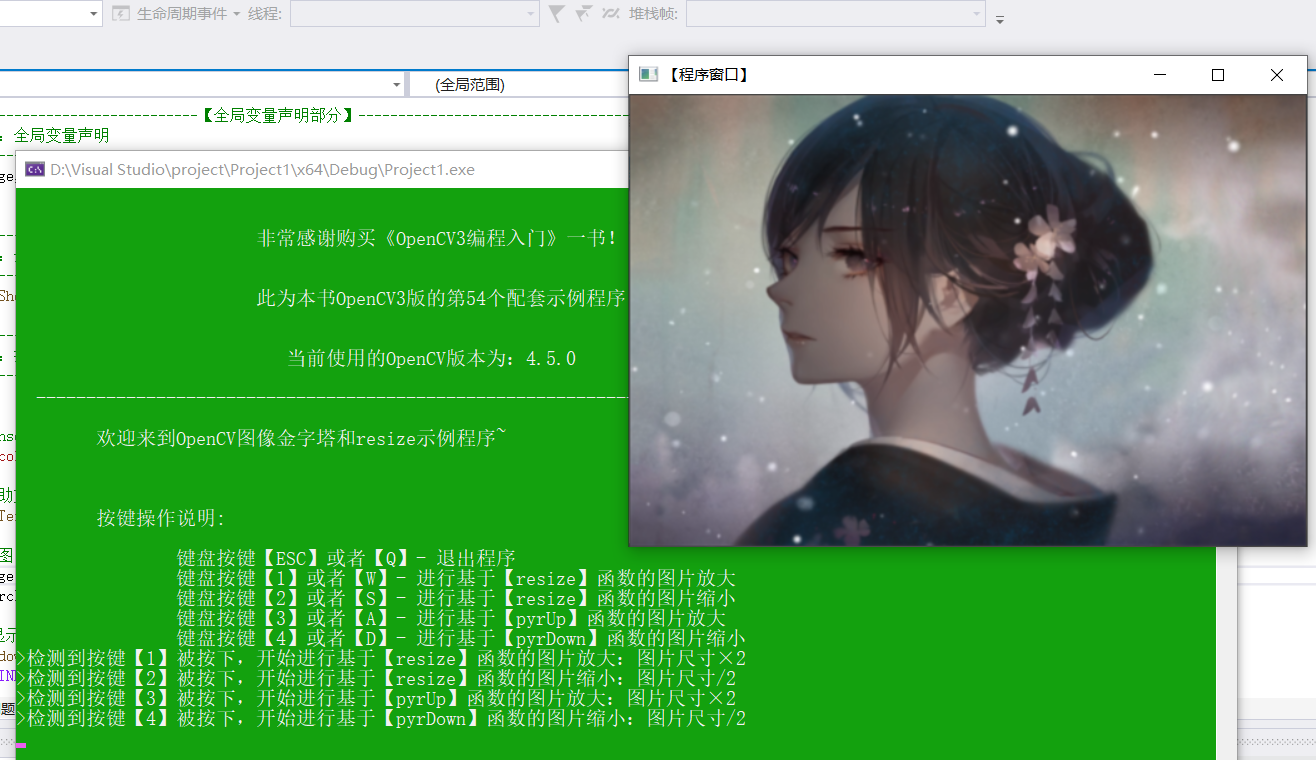 生命周期事件 线程: 堆栈帧:
(全局范围)
【程序窗口】
----------------------【全局变量声明部分】----------------------------
全局变量声明
D:\Visual Studio\project\Project1\x64\Debug\Project1.exe
非常感谢购买《OpenCV3编程入门》一书!
此为本书OpenCV3版的第54个配套示例程序
当前使用的OpenCV版本为: 4.5.0
欢迎来到OpenCV图像金字塔和resize示例程序~
按键操作说明:
键盘按键【ESC】或者【Q】- 退出程序
键盘按键【1】或者【W】- 进行基于【resize】函数的图片放大
键盘按键【2】或者【S】- 进行基于【resize】函数的图片缩小
键盘按键【3】或者【A】- 进行基于【pyrUp】函数的图片放大
键盘按键【4】或者【D】- 进行基于【pyrDown】函数的图片缩小
>检测到按键【1】被按下，开始进行基于【resize】函数的图片放大: 图片尺寸×2
>检测到按键【2】被按下，开始进行基于【resize】函数的图片缩小: 图片尺寸/2
>检测到按键【3】被按下，开始进行基于【pyrUp】函数的图片放大: 图片尺寸×2
>检测到按键【4】被按下，开始进行基于【pyrDown】函数的图片缩小: 图片尺寸/2